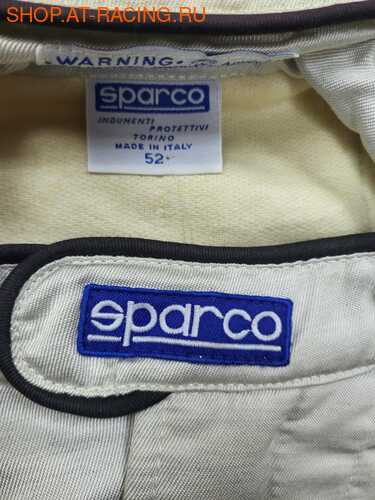 SHOP.AT-RACING.RU
WARNING
sparco
INDUMENTI
PROTETTIVI
TORINO
MADE IN ITALY
52
sparco